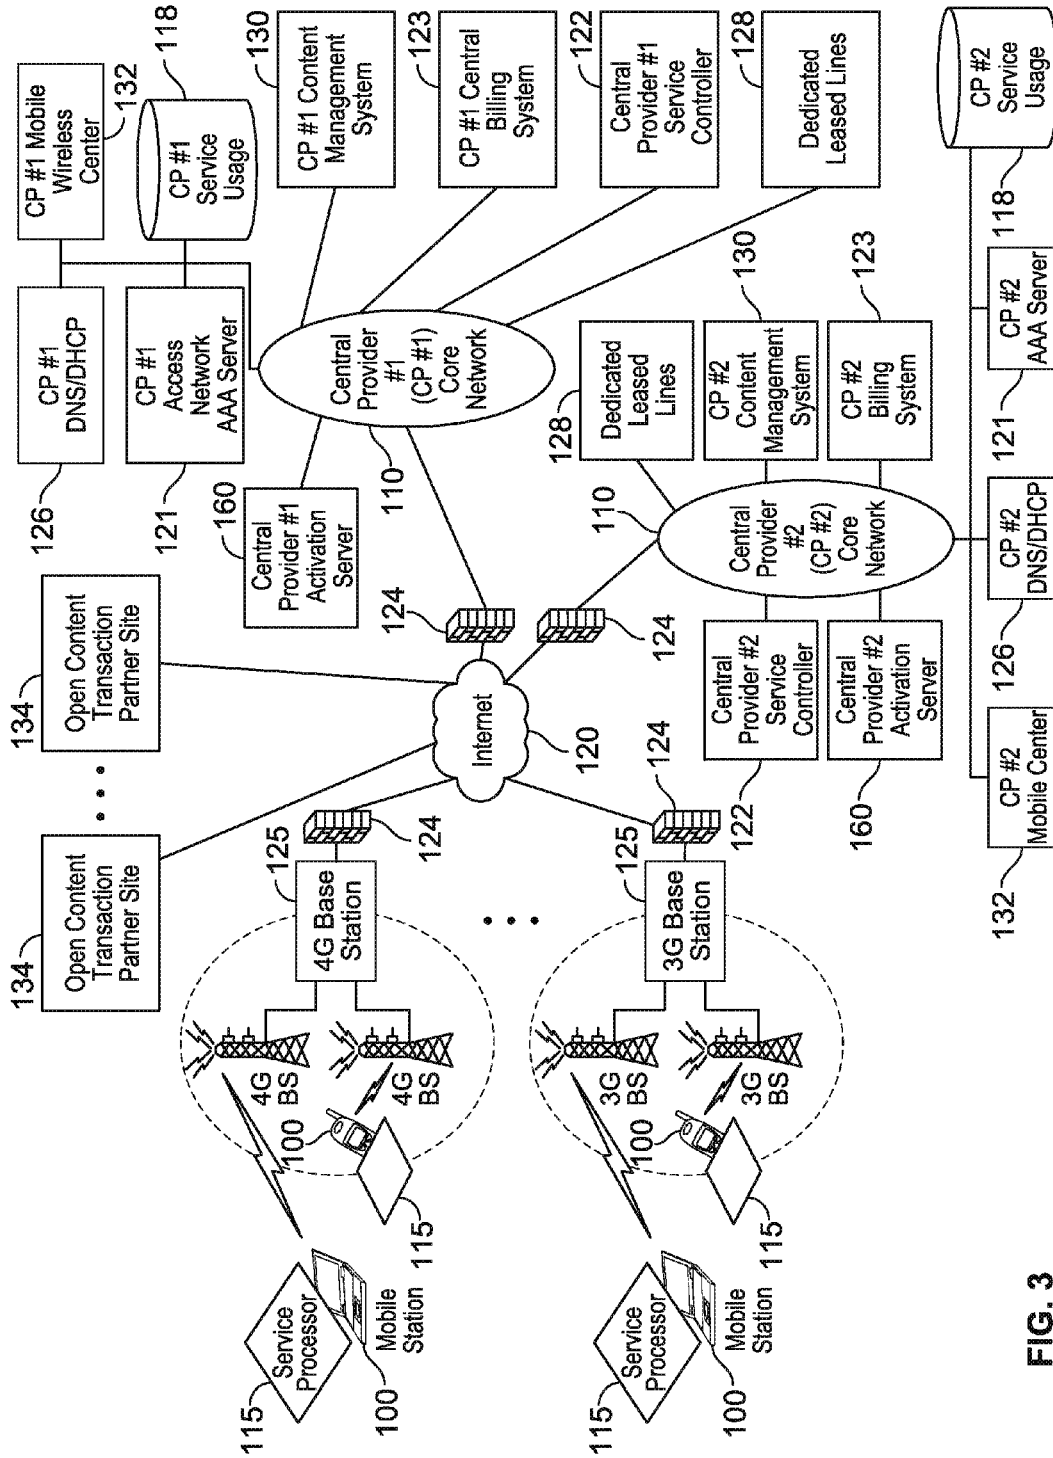 CP #1 Mobile
Wireless
Center
132
118
CP #1
Service
Usage
CP #1
DNS/DHCP
126
CP #1
Access
Network
AAA Server
121
130
CP #1 Content
Management
System
123
CP #1 Central
Billing
System
122
Central
Provider #1
Service
Controller
128
Dedicated
Leased Lines
Central
Provider
#1
(CP #1)
Core
Network
110
160
Central
Provider #1
Activation
Server
134
Open Content
Transaction
Partner Site
134
Open Content
Transaction
Partner Site
124
124
Internet
120
124
124
125
4G Base
Station
125
3G Base
Station
4G
BS
4G
BS
100
115
115
Service
Processor
100
Mobile
Station
3G
BS
3G
BS
100
115
115
Service
Processor
100
Mobile
Station
110
Central
Provider
#2
(CP #2)
Core
Network
128
Dedicated
Leased
Lines
130
CP #2
Content
Management
System
123
CP #2
Billing
System
122
Central
Provider #2
Service
Controller
160
Central
Provider #2
Activation
Server
132
CP #2
Mobile Center
126
CP #2
DNS/DHCP
121
CP #2
AAA Server
118
CP #2
Service
Usage
FIG. 3